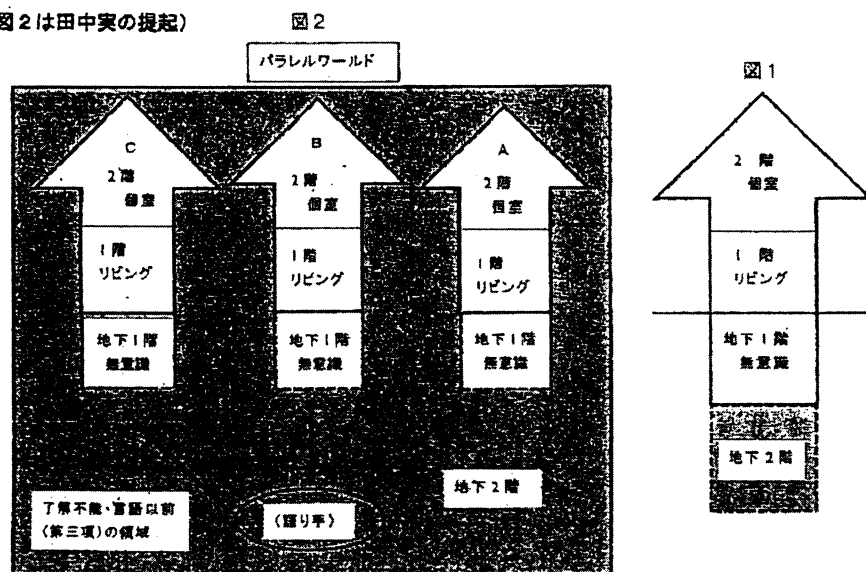 図2は田中実の提起)
図2
パラレルワールド
C
2階
個室
1階
リビング
地下1階
無意識
B
2階
個室
1階
リビング
地下1階
無意識
A
2階
個室
1階
リビング
地下1階
無意識
地下2階
了解不能・言語以前
(第三項)の領域
(語り手)
図1
2階
個室
1階
リビング
地下1階
無意識
地下2階